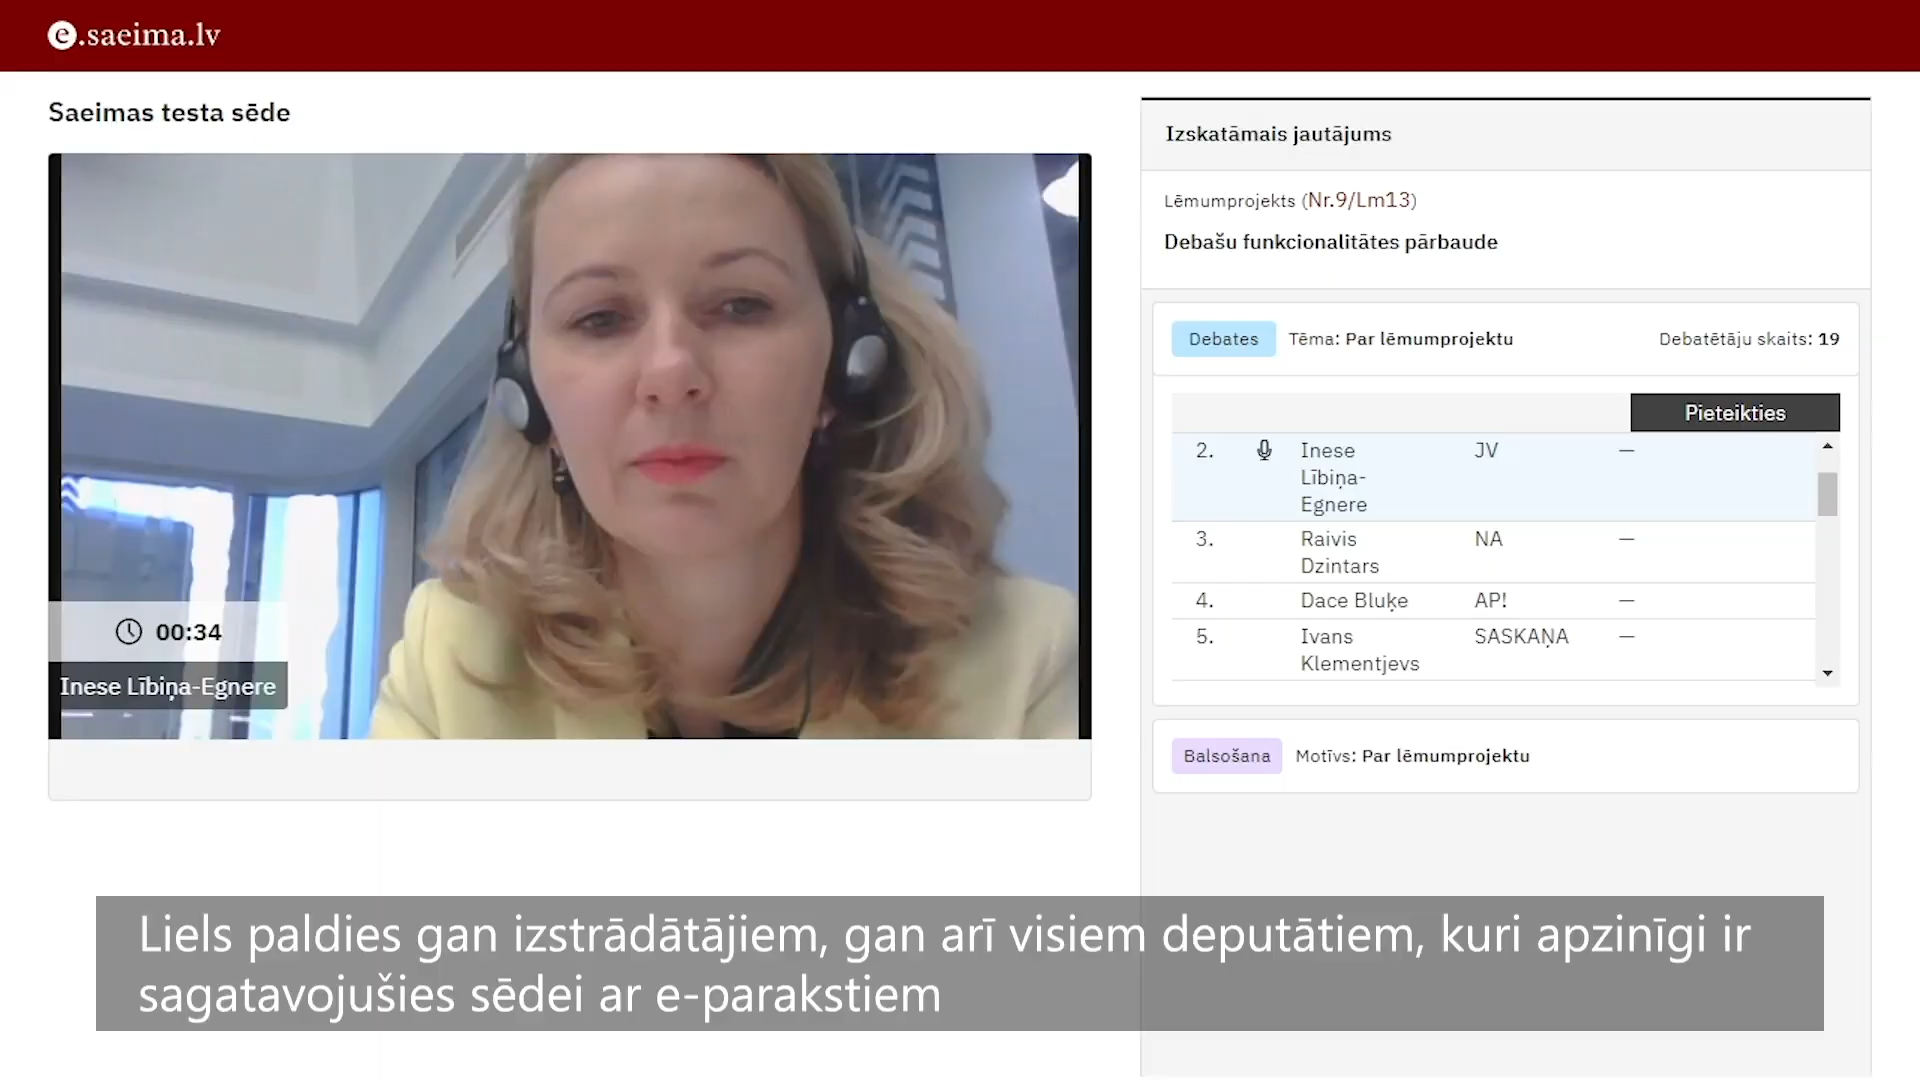 e.saeima.lv
Saeimas testa sēde
00:34
Inese Lībiņa-Egnere
Izskatāmais jautājums
Lēmumprojekts (Nr.9/Lm13)
Debašu funkcionalitātes pārbaude
Debates Tēma: Par lēmumprojektu Debatētāju skaits: 19
Pieteikties
2. Inese JV —
Lībiņa-
Egnere
3. Raivis NA —
Dzintars
4. Dace Bluķe AP! —
5. Ivans SASKAŅA —
Klementjevs
Balsošana Motīvs: Par lēmumprojektu
Liels paldies gan izstrādātājiem, gan arī visiem deputātiem, kuri apzinīgi ir
sagatavojušies sēdei ar e-parakstiem